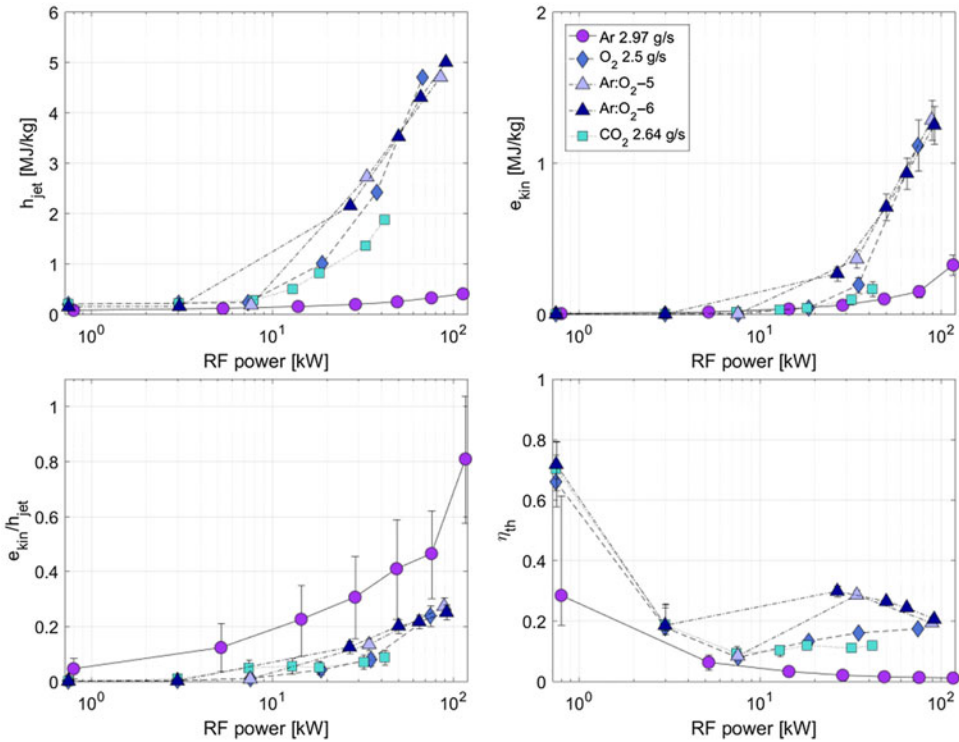 6
5
4
3
2
1
0
h_jet [MJ/kg]
10^0 10^1 10^2
RF power [kW]
2
1
0
e_kin [MJ/kg]
Ar 2.97 g/s
O_2 2.5 g/s
Ar:O_2–5
Ar:O_2–6
CO_2 2.64 g/s
10^0 10^1 10^2
RF power [kW]
1
0.8
0.6
0.4
0.2
0
e_kin/h_jet
10^0 10^1 10^2
RF power [kW]
1
0.8
0.6
0.4
0.2
0
η_th
10^0 10^1 10^2
RF power [kW]